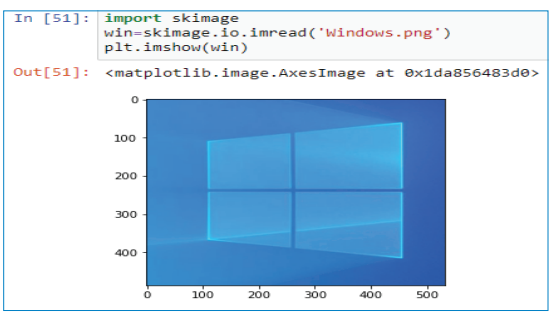 In [51]: import skimage
win=skimage.io.imread('Windows.png')
plt.imshow(win)
Out[51]: <matplotlib.image.AxesImage at 0x1da856483d0>
0
100
200
300
400
0 100 200 300 400 500